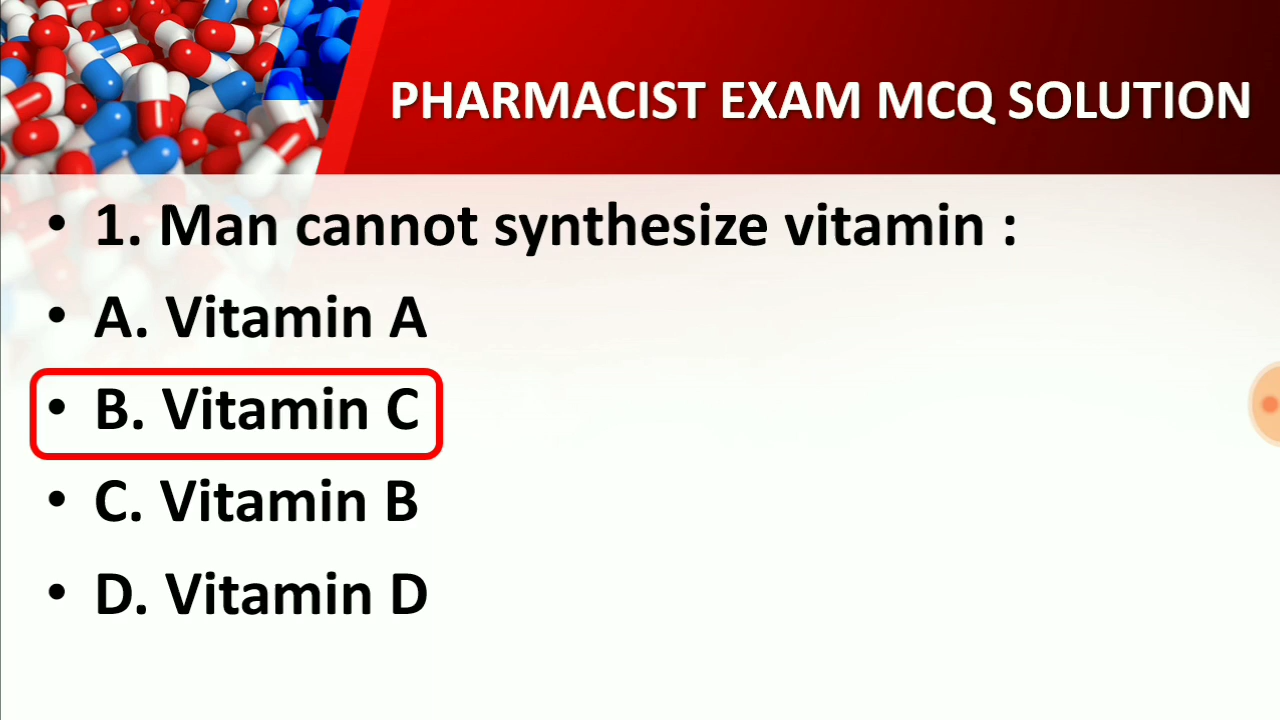 PHARMACIST EXAM MCQ SOLUTION
• 1. Man cannot synthesize vitamin :
• A. Vitamin A
• B. Vitamin C
• C. Vitamin B
• D. Vitamin D